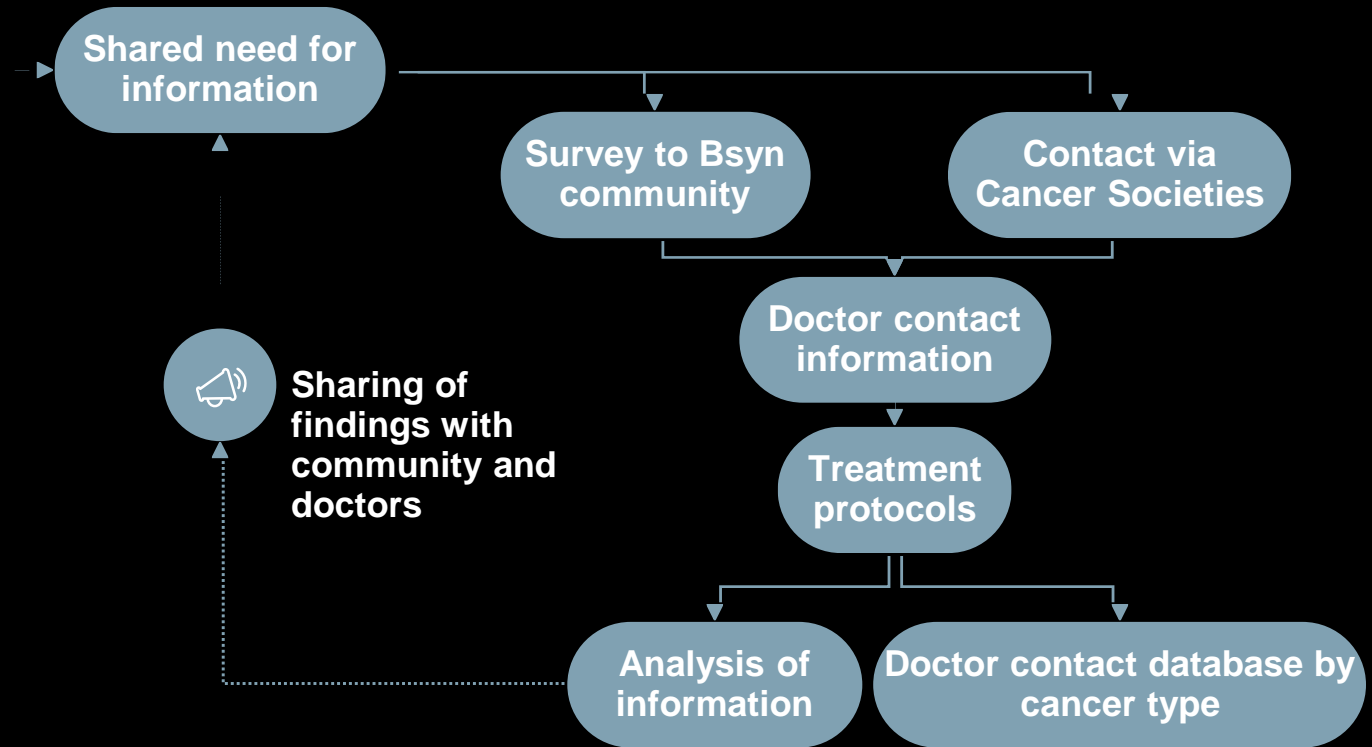 Shared need for
information
Survey to Bsyn
community
Contact via
Cancer Societies
Doctor contact
information
Sharing of
findings with
community and
doctors
Treatment
protocols
Analysis of
information
Doctor contact database by
cancer type